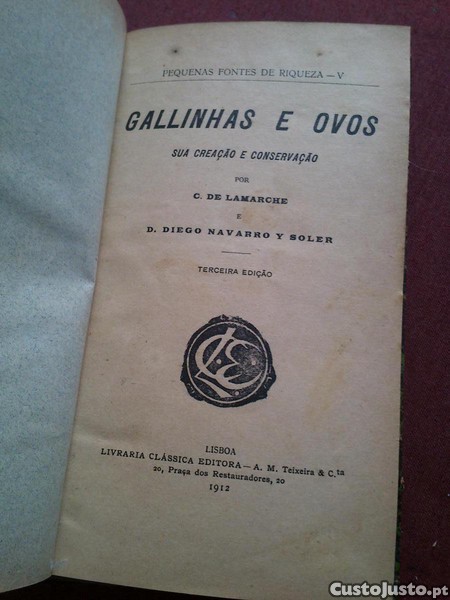 PEQUENAS FONTES DE RIQUEZA — V
GALLINHAS E OVOS
SUA CREAÇÃO E CONSERVAÇÃO
POR
C. DE LAMARCHE
E
D. DIEGO NAVARRO Y SOLER
TERCEIRA EDIÇÃO
LCE
LISBOA
LIVRARIA CLÁSSICA EDITORA — A. M. Teixeira & C.ta
20, Praça dos Restauradores, 20
1912
© CustoJusto.pt